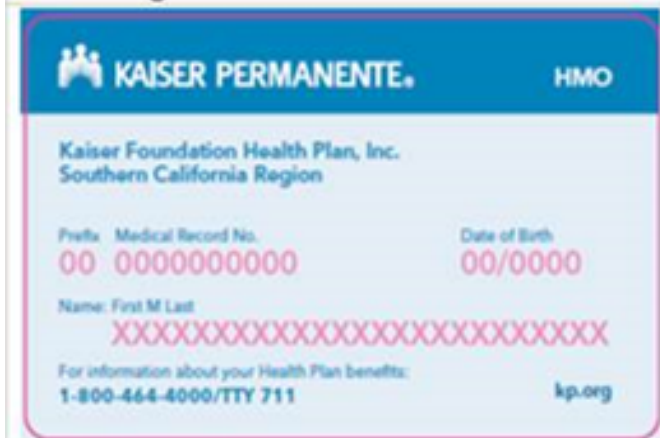 KAISER PERMANENTE® HMO
Kaiser Foundation Health Plan, Inc.
Southern California Region
Prefix Medical Record No. Date of Birth
00 0000000000 00/0000
Name: First M Last
XXXXXXXXXXXXXXXXXXXXXXXXXX
For information about your Health Plan benefits:
1-800-464-4000/TTY 711 kp.org